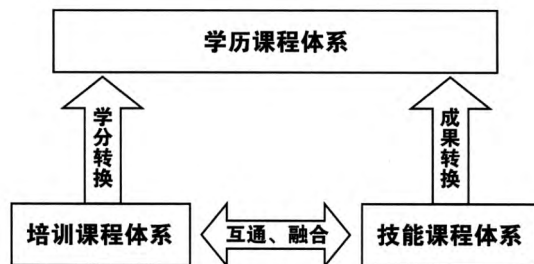 学历课程体系
学分转换
成果转换
培训课程体系
互通、融合
技能课程体系